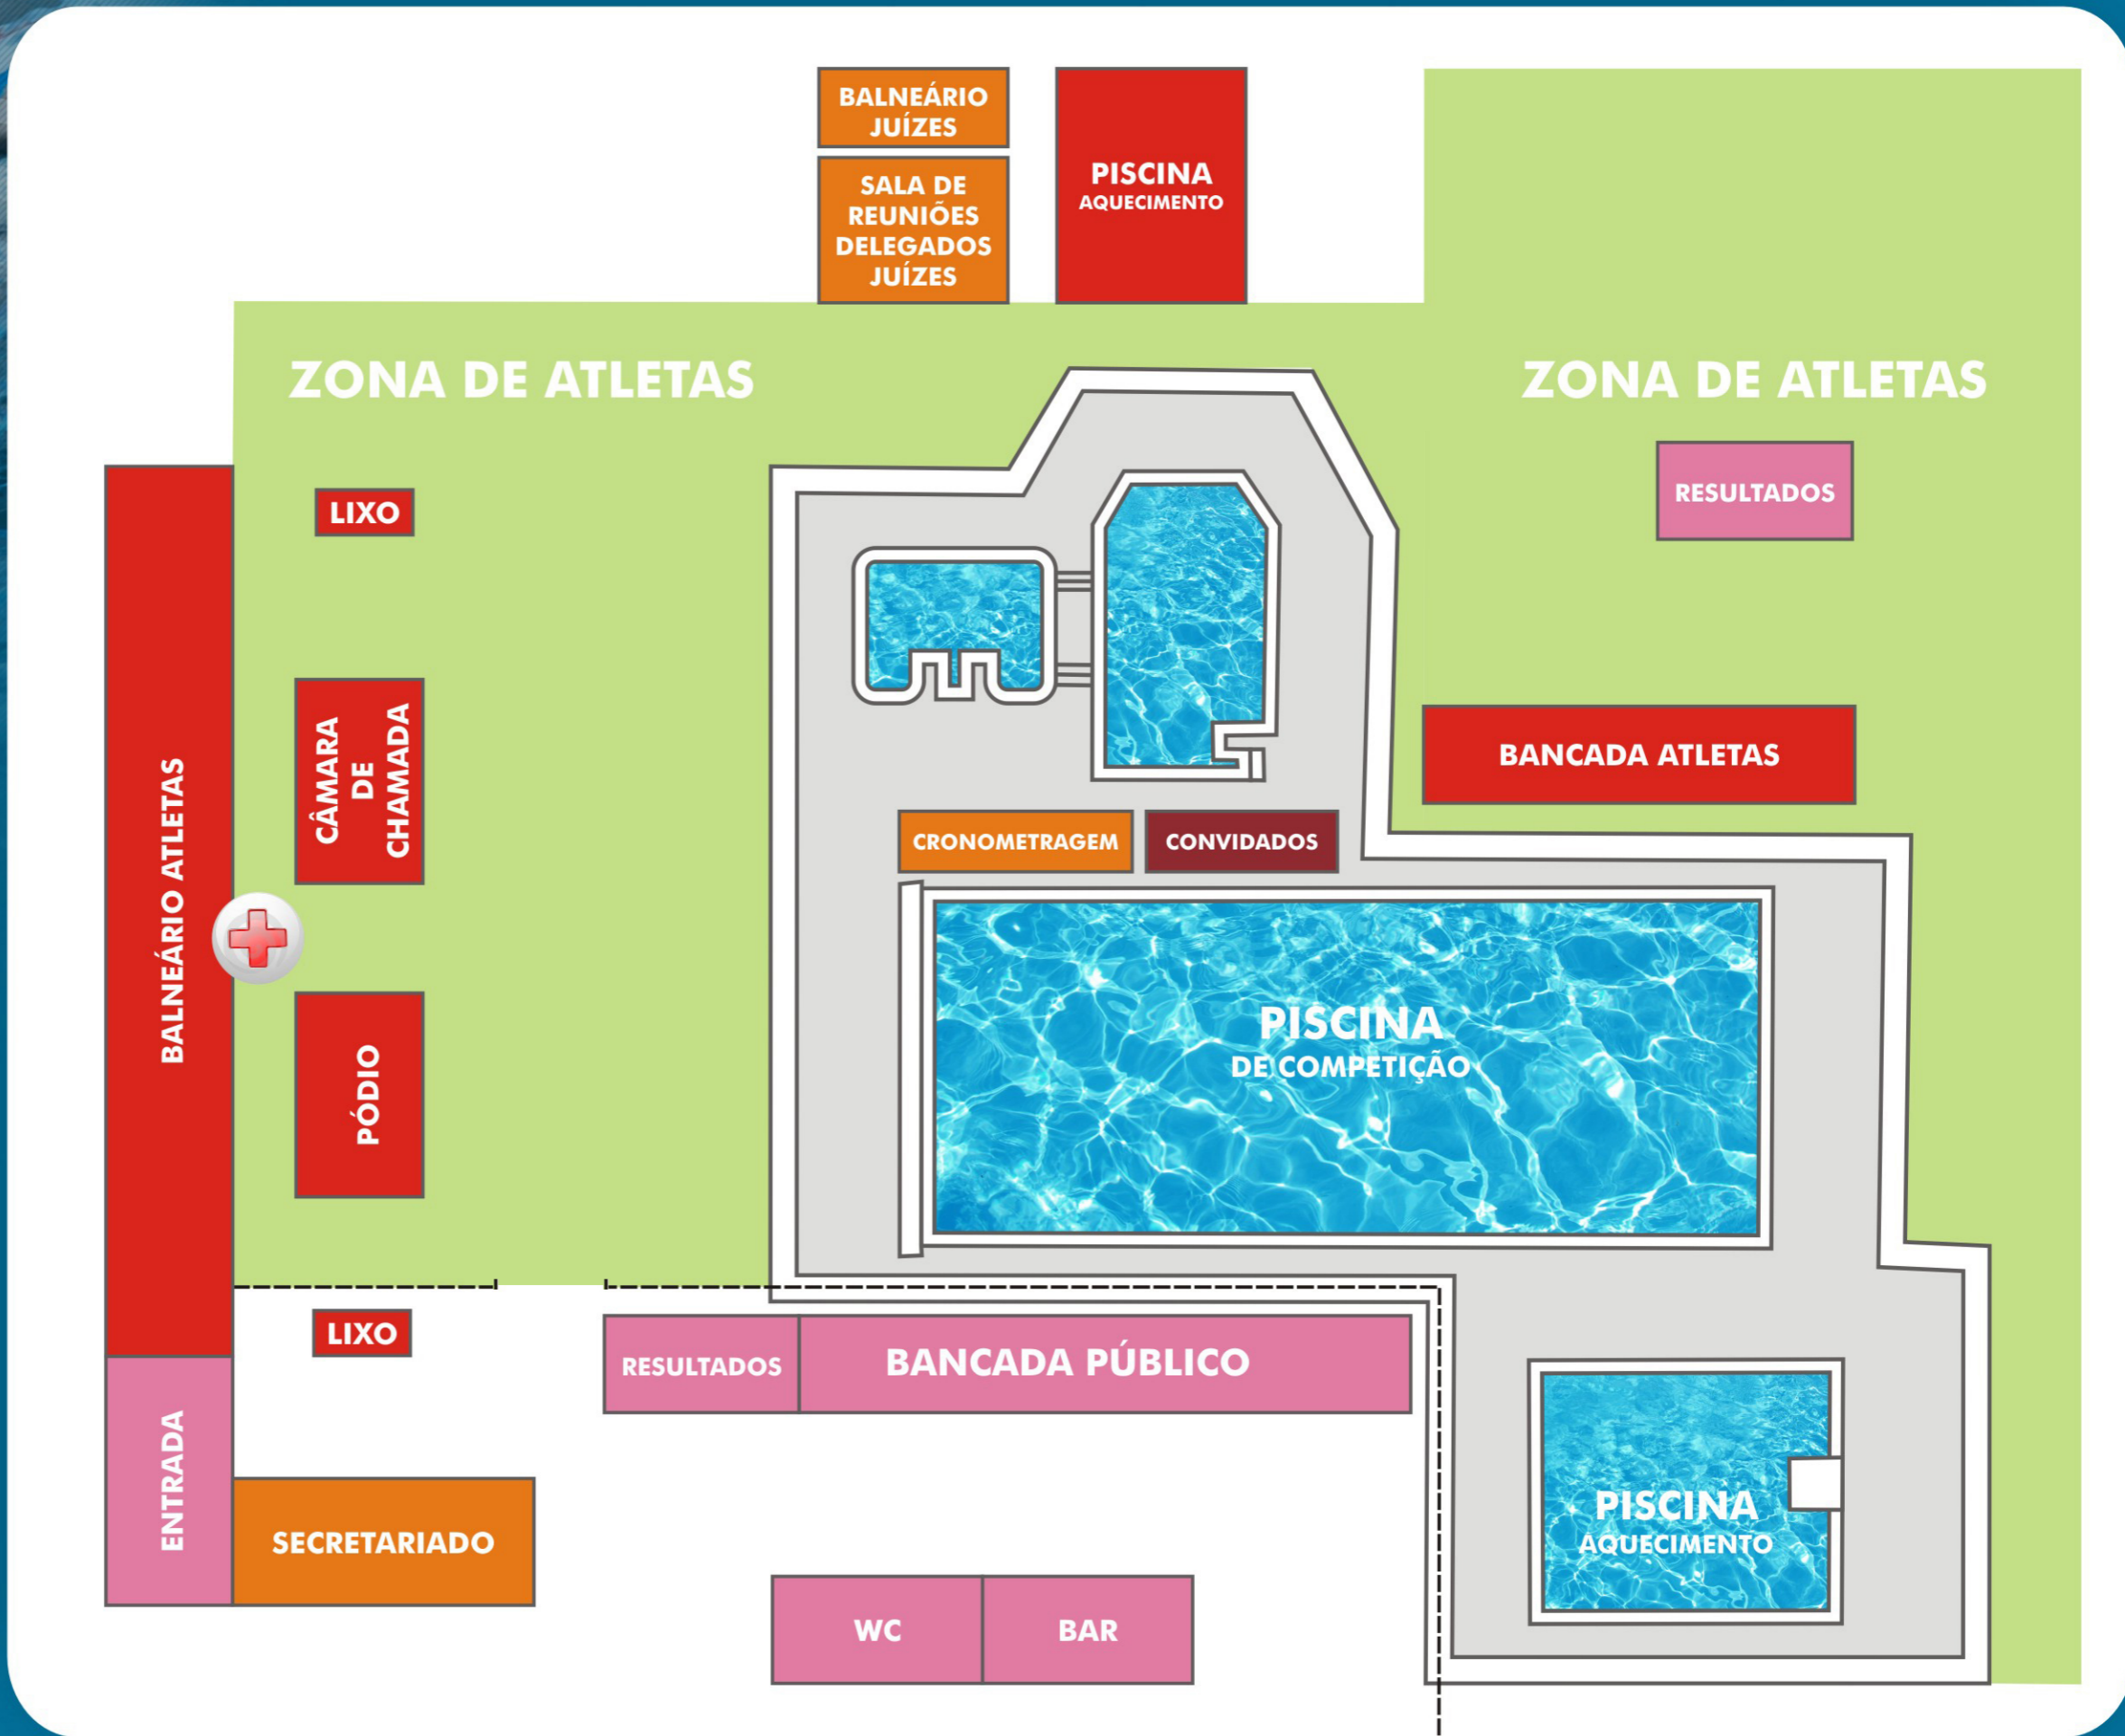 BALNEÁRIO
JUÍZES
SALA DE
REUNIÕES
DELEGADOS
JUÍZES
PISCINA
AQUECIMENTO
ZONA DE ATLETAS
ZONA DE ATLETAS
RESULTADOS
LIXO
CÂMARA
DE
CHAMADA
BALNEÁRIO ATLETAS
BANCADA ATLETAS
CRONOMETRAGEM
CONVIDADOS
PISCINA
DE COMPETIÇÃO
PÓDIO
LIXO
RESULTADOS
BANCADA PÚBLICO
ENTRADA
SECRETARIADO
PISCINA
AQUECIMENTO
WC
BAR